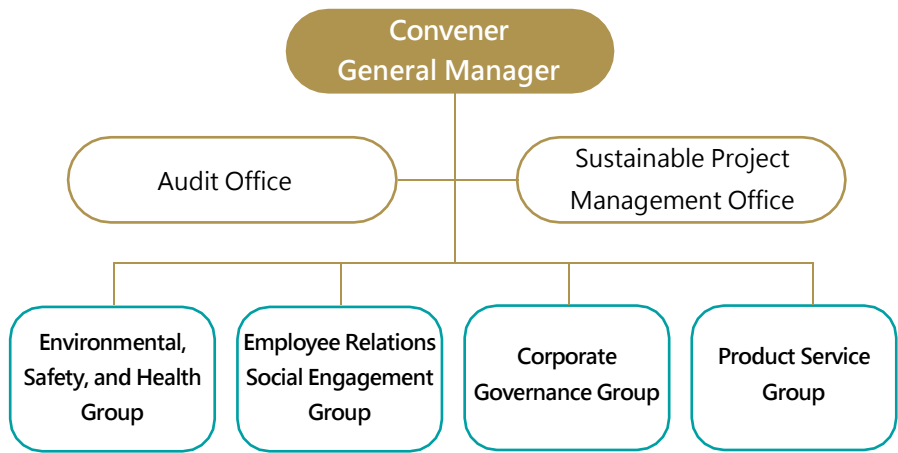 Convener
General Manager
Audit Office
Sustainable Project
Management Office
Environmental,
Safety, and Health
Group
Employee Relations
Social Engagement
Group
Corporate
Governance Group
Product Service
Group